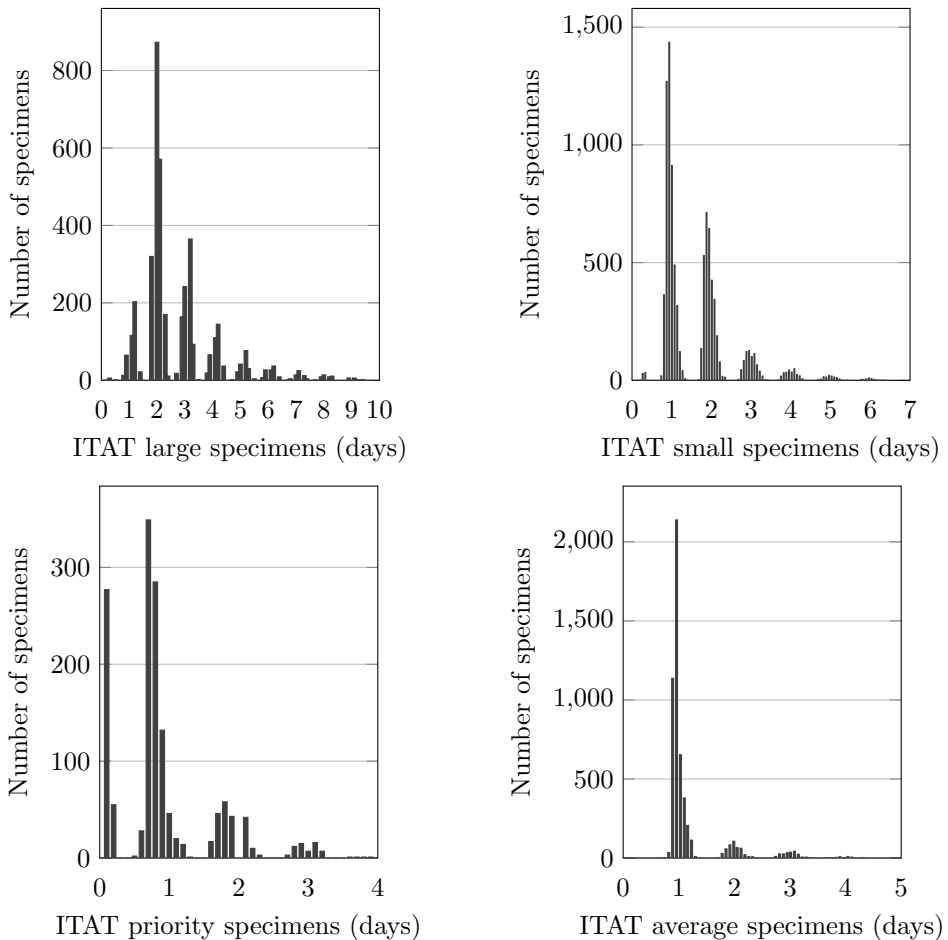 Number of specimens
800
600
400
200
0
0 1 2 3 4 5 6 7 8 9 10
ITAT large specimens (days)
Number of specimens
1,500
1,000
500
0
0 1 2 3 4 5 6 7
ITAT small specimens (days)
Number of specimens
300
200
100
0
0 1 2 3 4
ITAT priority specimens (days)
Number of specimens
2,000
1,500
1,000
500
0
0 1 2 3 4 5
ITAT average specimens (days)